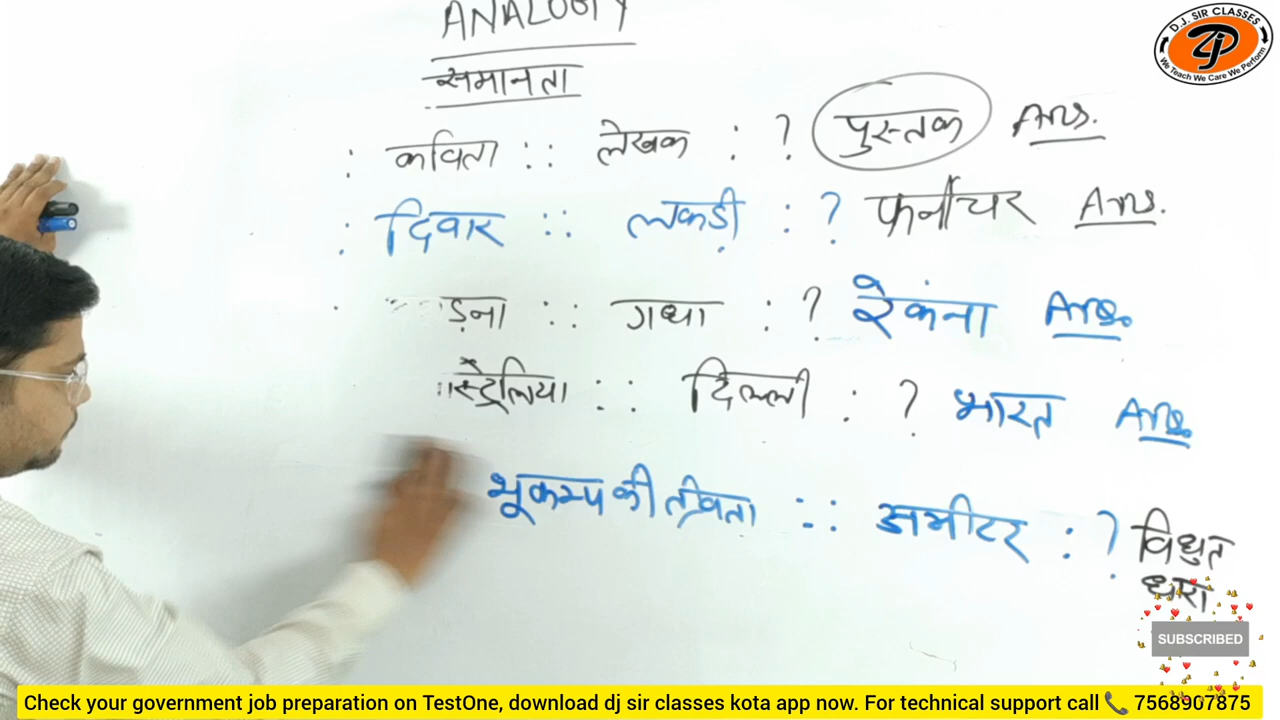 ANALOGY
समानता
: कविता :: लेखक : ? पुस्तक Ans.
: दिवार :: लकड़ी : ? फर्नीचर Ans.
ड़ना :: गधा : ? रेकंना Ans.
स्ट्रेलिया :: दिल्ली : ? भारत Ans.
भूकम्प की तीव्रता :: अमीटर : ? विधुत
धारा
D.J. SIR CLASSES
We Teach We Care We Perform
SUBSCRIBED
Check your government job preparation on TestOne, download dj sir classes kota app now. For technical support call 📞 7568907875